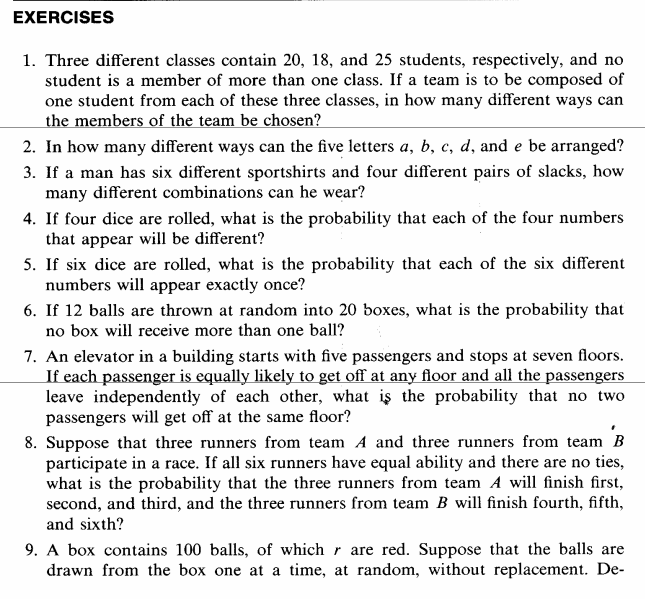 EXERCISES
1. Three different classes contain 20, 18, and 25 students, respectively, and no
student is a member of more than one class. If a team is to be composed of
one student from each of these three classes, in how many different ways can
the members of the team be chosen?
2. In how many different ways can the five letters a, b, c, d, and e be arranged?
3. If a man has six different sportshirts and four different pairs of slacks, how
many different combinations can he wear?
4. If four dice are rolled, what is the probability that each of the four numbers
that appear will be different?
5. If six dice are rolled, what is the probability that each of the six different
numbers will appear exactly once?
6. If 12 balls are thrown at random into 20 boxes, what is the probability that
no box will receive more than one ball?
7. An elevator in a building starts with five passengers and stops at seven floors.
If each passenger is equally likely to get off at any floor and all the passengers
leave independently of each other, what is the probability that no two
passengers will get off at the same floor?
8. Suppose that three runners from team A and three runners from team B
participate in a race. If all six runners have equal ability and there are no ties,
what is the probability that the three runners from team A will finish first,
second, and third, and the three runners from team B will finish fourth, fifth,
and sixth?
9. A box contains 100 balls, of which r are red. Suppose that the balls are
drawn from the box one at a time, at random, without replacement. De-